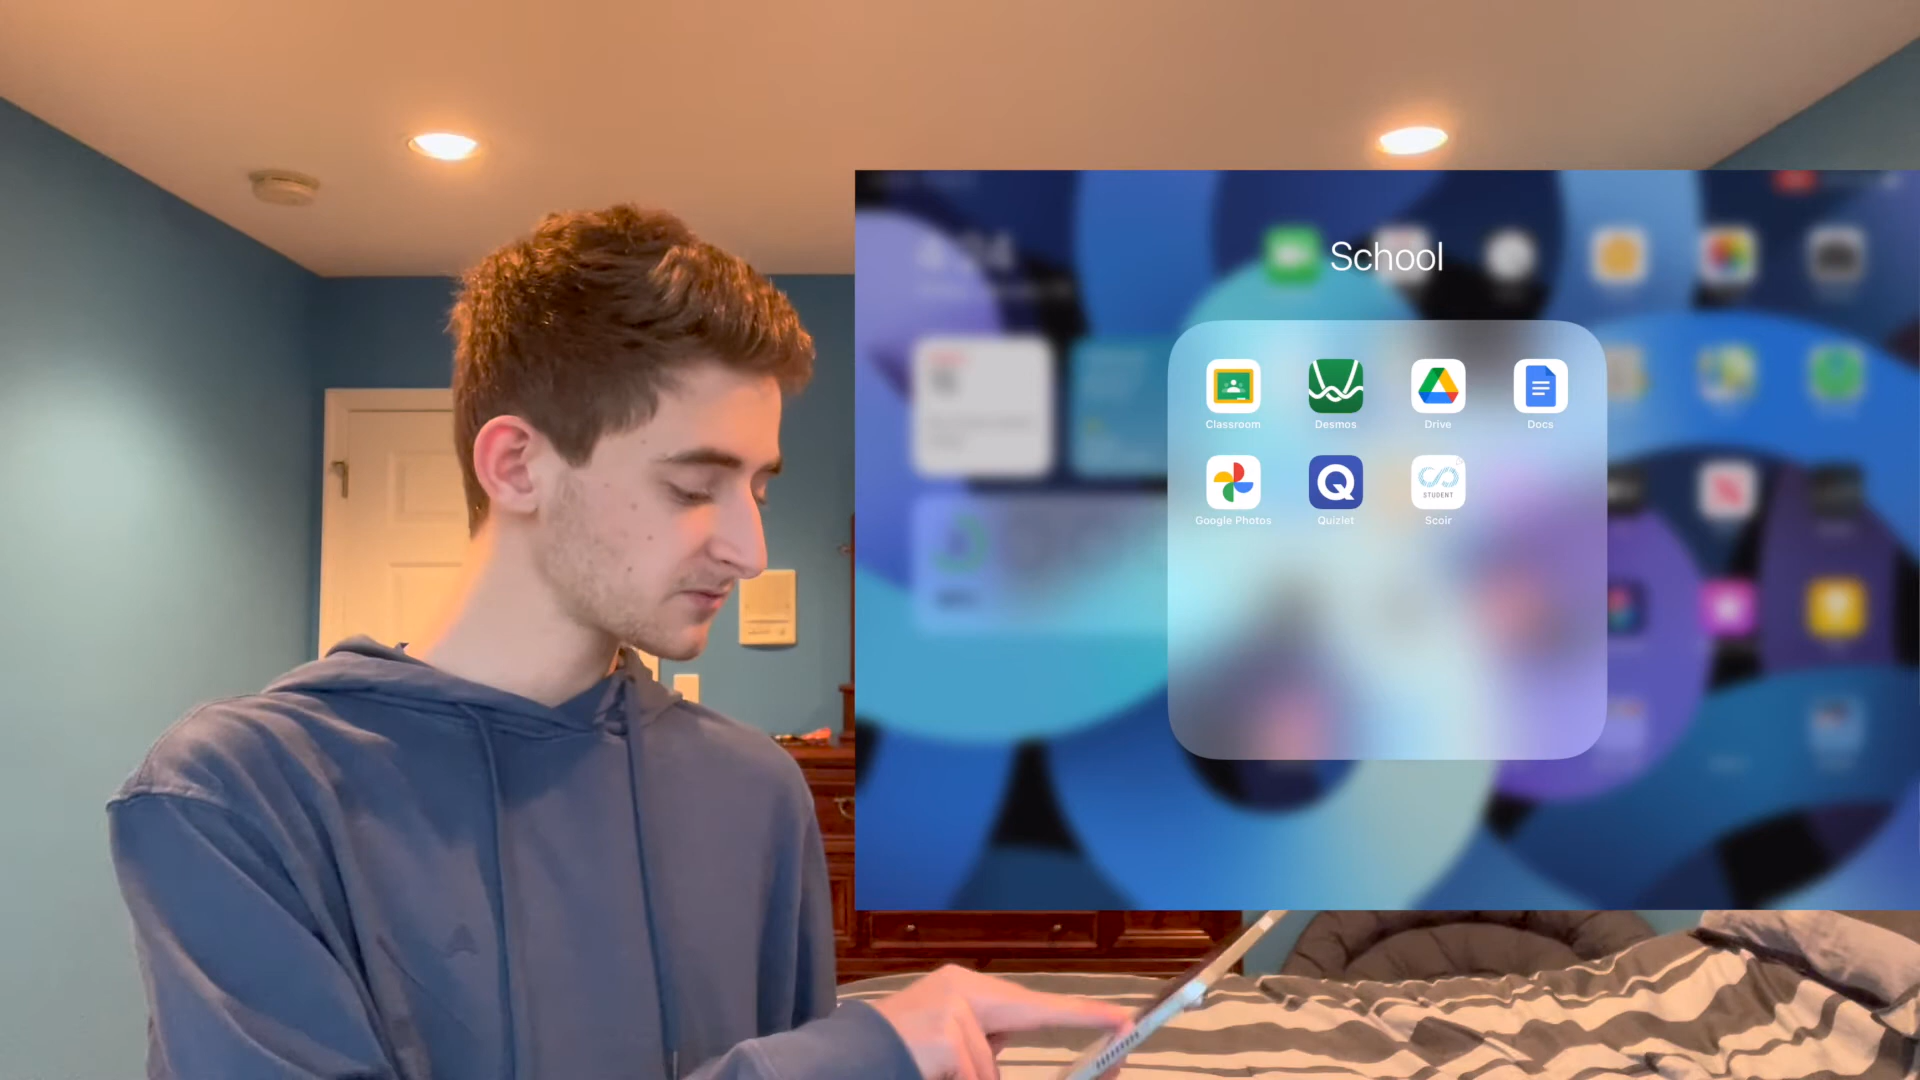 School
Classroom
Desmos
Drive
Docs
STUDENT
Google Photos
Quizlet
Scoir